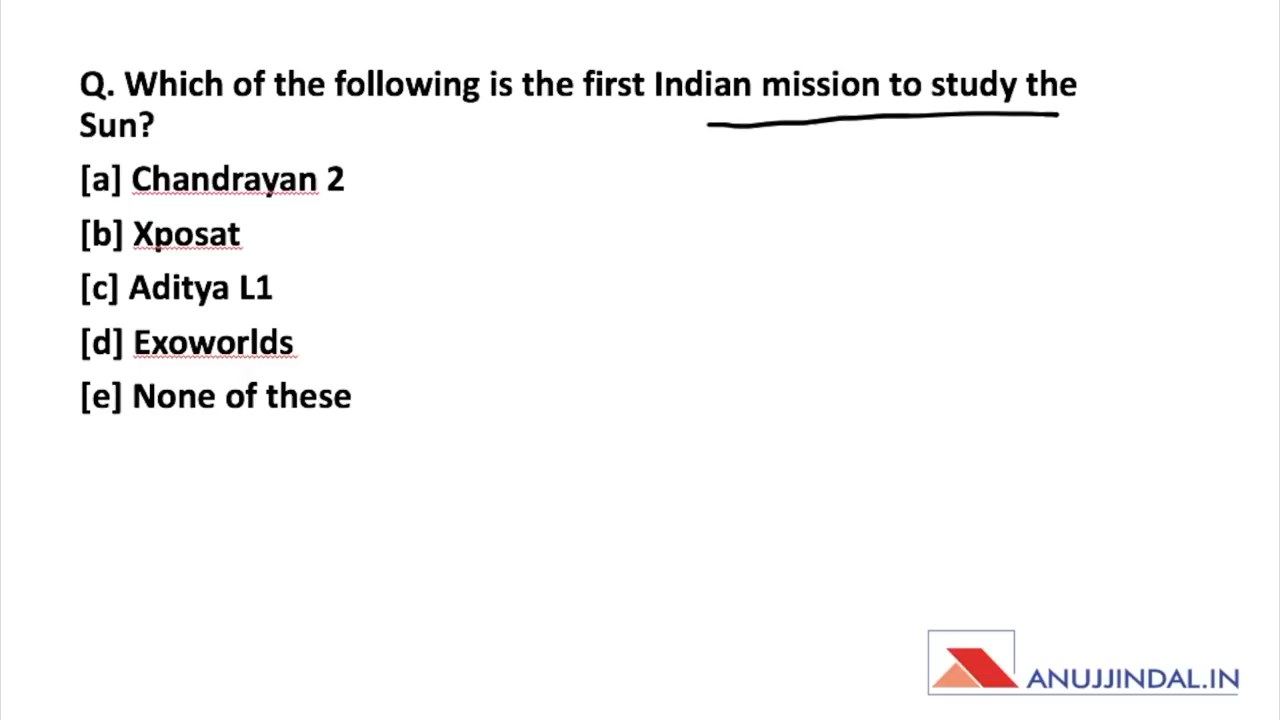 Q. Which of the following is the first Indian mission to study the
Sun?
[a] Chandrayan 2
[b] Xposat
[c] Aditya L1
[d] Exoworlds
[e] None of these
ANUJJINDAL.IN